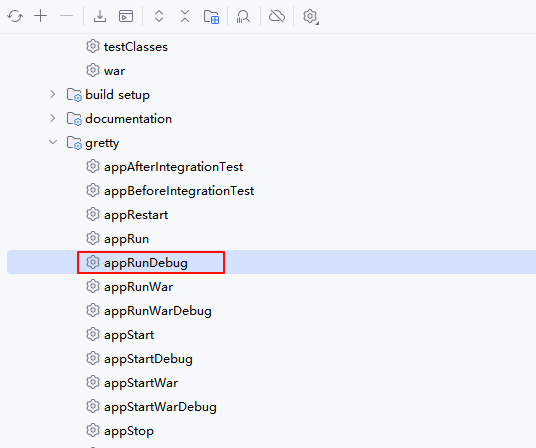 testClasses
war
build setup
documentation
gretty
appAfterIntegrationTest
appBeforeIntegrationTest
appRestart
appRun
appRunDebug
appRunWar
appRunWarDebug
appStart
appStartDebug
appStartWar
appStartWarDebug
appStop